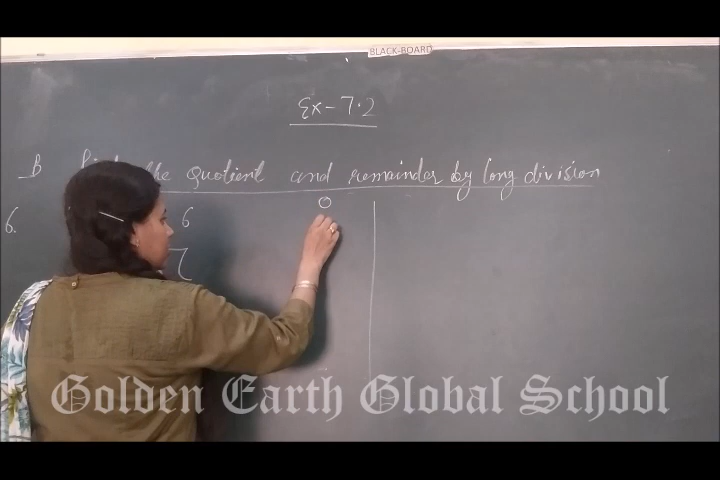 BLACK-BOARD
Ex-7.2
B the quotient and remainder by long division
6. 6 0
7
Golden Earth Global School